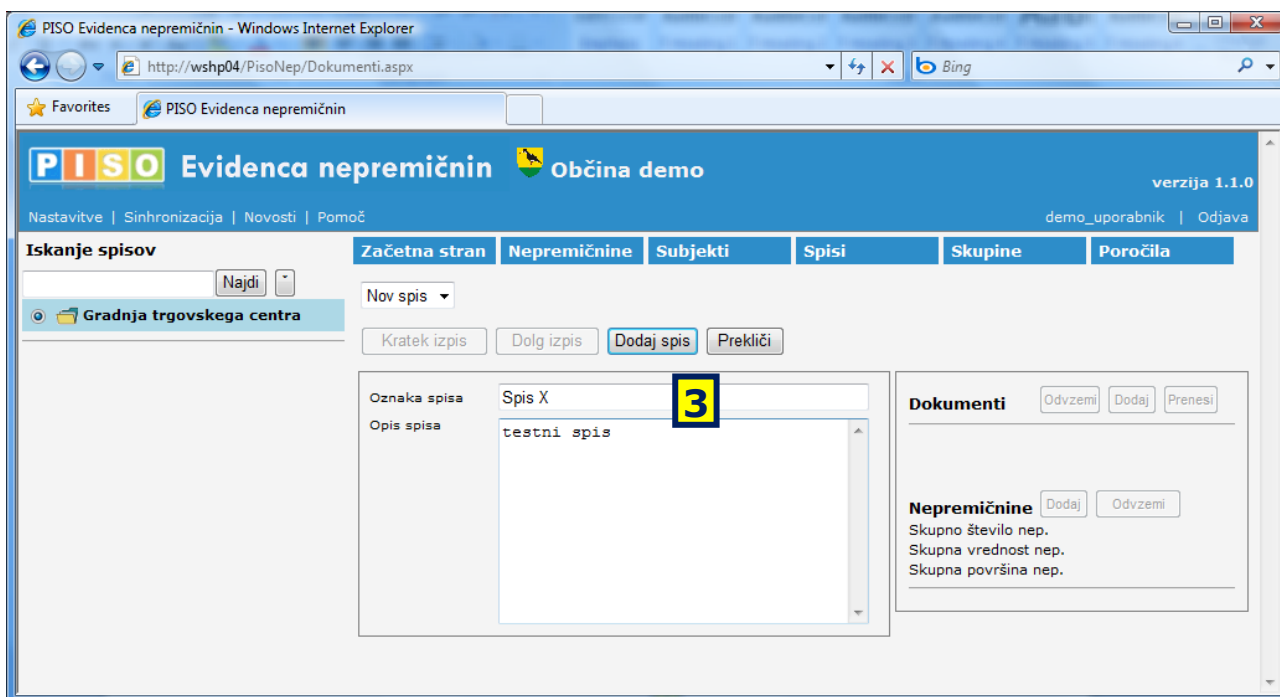 PISO Evidenca nepremičnin - Windows Internet Explorer
http://wshp04/PisoNep/Dokumenti.aspx
Bing
Favorites
PISO Evidenca nepremičnin
PISO Evidenca nepremičnin Občina demo
verzija 1.1.0
Nastavitve | Sinhronizacija | Novosti | Pomoč
demo_uporabnik | Odjava
Iskanje spisov
Začetna stran Nepremičnine Subjekti Spisi Skupine Poročila
Najdi ˇ
Nov spis
Gradnja trgovskega centra
Kratek izpis Dolg izpis Dodaj spis Prekliči
Oznaka spisa Spis X
3
Opis spisa testni spis
Dokumenti Odvzemi Dodaj Prenesi
Nepremičnine Dodaj Odvzemi
Skupno število nep.
Skupna vrednost nep.
Skupna površina nep.